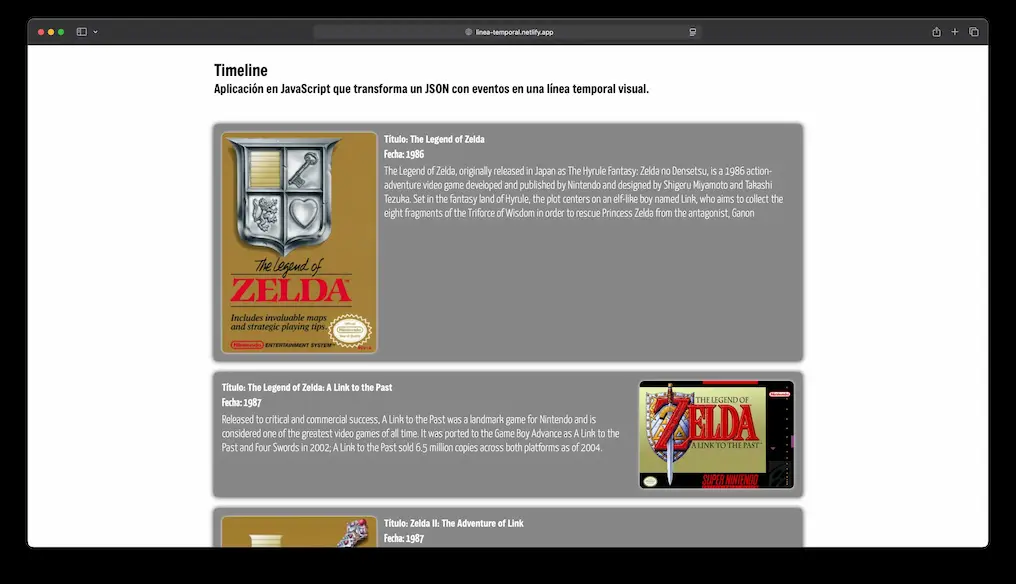 linea-temporal.netlify.app
Timeline
Aplicación en JavaScript que transforma un JSON con eventos en una línea temporal visual.
The Legend of
ZELDA
Includes invaluable maps
and strategic playing tips.
Nintendo ENTERTAINMENT SYSTEM
Título: The Legend of Zelda
Fecha: 1986
The Legend of Zelda, originally released in Japan as The Hyrule Fantasy: Zelda no Densetsu, is a 1986 action-
adventure video game developed and published by Nintendo and designed by Shigeru Miyamoto and Takashi
Tezuka. Set in the fantasy land of Hyrule, the plot centers on an elf-like boy named Link, who aims to collect the
eight fragments of the Triforce of Wisdom in order to rescue Princess Zelda from the antagonist, Ganon
Título: The Legend of Zelda: A Link to the Past
Fecha: 1987
Released to critical and commercial success, A Link to the Past was a landmark game for Nintendo and is
considered one of the greatest video games of all time. It was ported to the Game Boy Advance as A Link to the
Past and Four Swords in 2002; A Link to the Past sold 6.5 million copies across both platforms as of 2004.
Nintendo
THE LEGEND OF
ZELDA
A LINK TO THE PAST
SUPER NINTENDO
Título: Zelda II: The Adventure of Link
Fecha: 1987